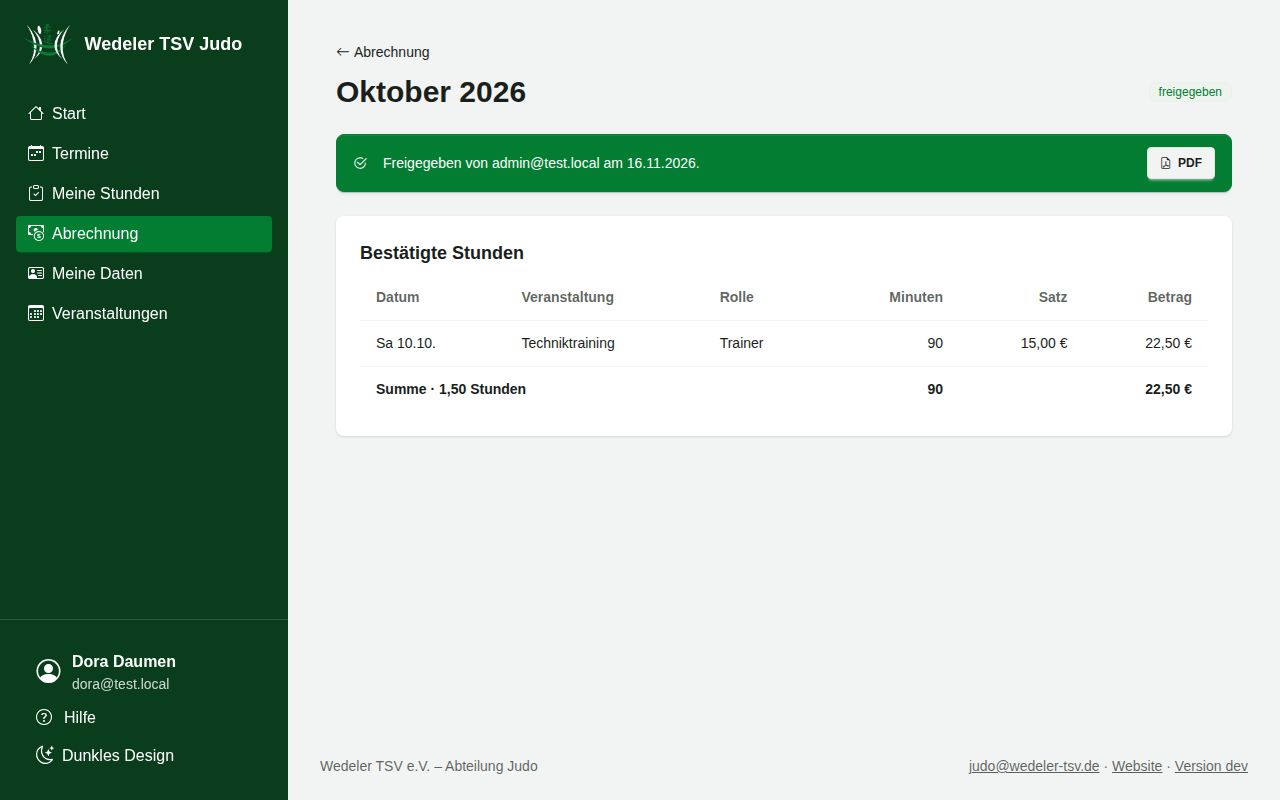 Wedeler TSV Judo
Start
Termine
Meine Stunden
Abrechnung
Meine Daten
Veranstaltungen
Dora Daumen
dora@test.local
Hilfe
Dunkles Design
← Abrechnung
Oktober 2026
freigegeben
Freigegeben von admin@test.local am 16.11.2026.
PDF
Bestätigte Stunden
Datum Veranstaltung Rolle Minuten Satz Betrag
Sa 10.10. Techniktraining Trainer 90 15,00 € 22,50 €
Summe · 1,50 Stunden 90 22,50 €
Wedeler TSV e.V. – Abteilung Judo
judo@wedeler-tsv.de · Website · Version dev